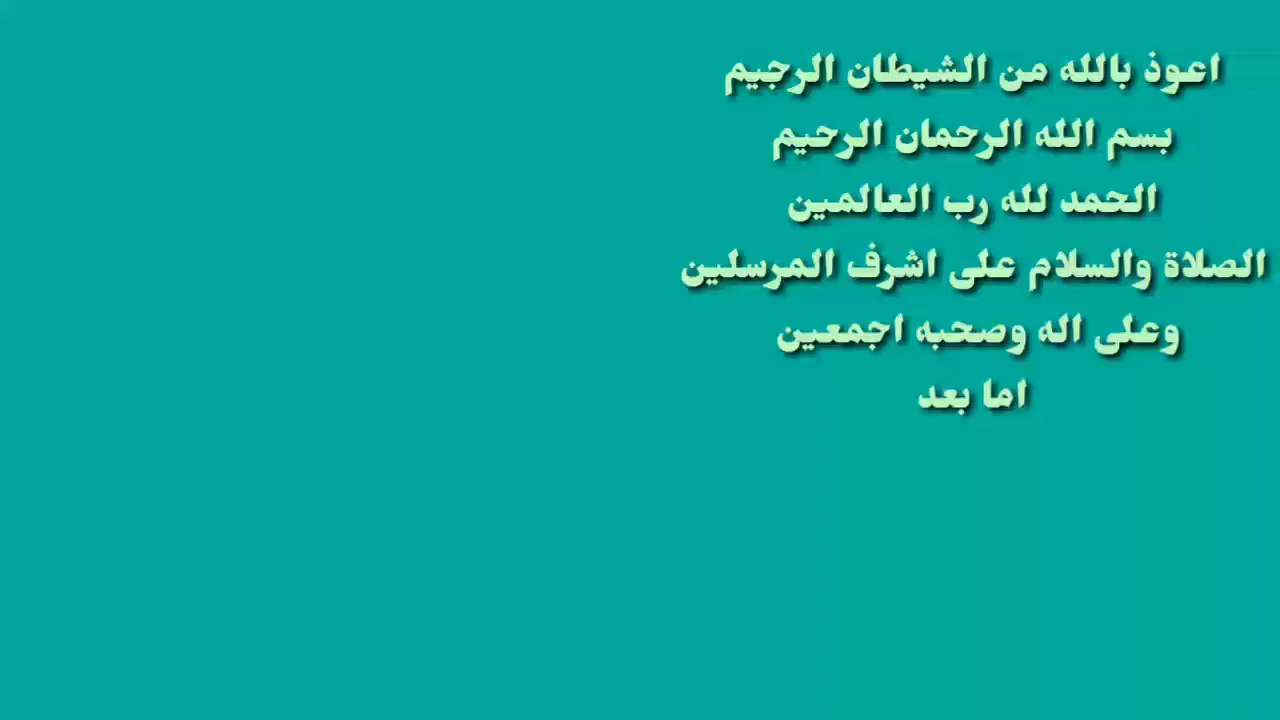 اعوذ بالله من الشيطان الرجيم
بسم الله الرحمان الرحيم
الحمد لله رب العالمين
الصلاة والسلام على اشرف المرسلين
وعلى اله وصحبه اجمعين
اما بعد